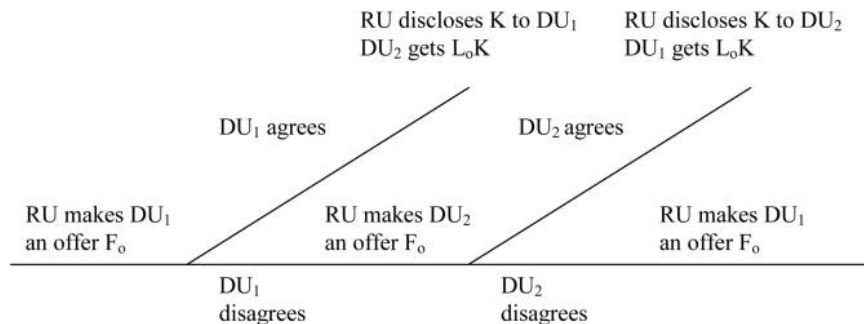 RU discloses K to DU₁
DU₂ gets LₒK
RU discloses K to DU₂
DU₁ gets LₒK
DU₁ agrees
DU₂ agrees
RU makes DU₁
an offer Fₒ
RU makes DU₂
an offer Fₒ
RU makes DU₁
an offer Fₒ
DU₁
disagrees
DU₂
disagrees